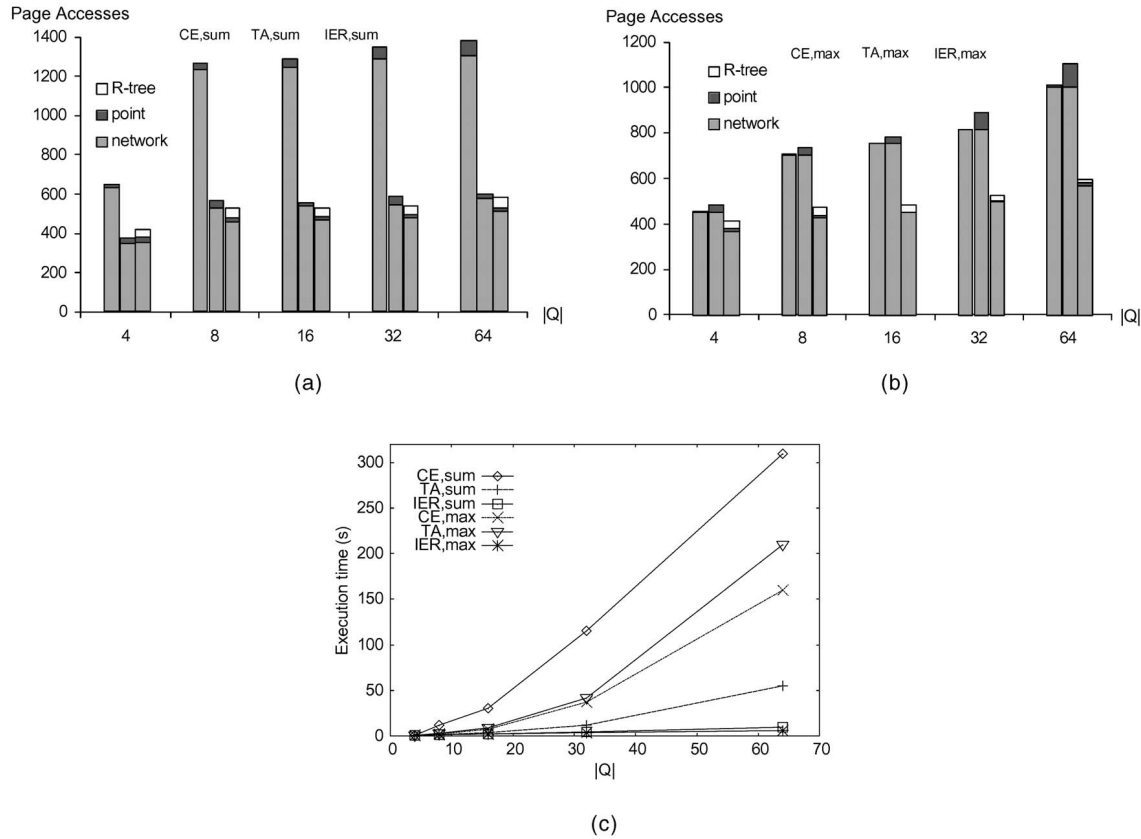 Page Accesses
1400
1200
1000
800
600
400
200
0
CE,sum TA,sum IER,sum
R-tree
point
network
4 8 16 32 64
|Q|
(a)
Page Accesses
1200
1000
800
600
400
200
0
CE,max TA,max IER,max
R-tree
point
network
4 8 16 32 64
|Q|
(b)
Execution time (s)
300
250
200
150
100
50
0
CE,sum
TA,sum
IER,sum
CE,max
TA,max
IER,max
0 10 20 30 40 50 60 70
|Q|
(c)